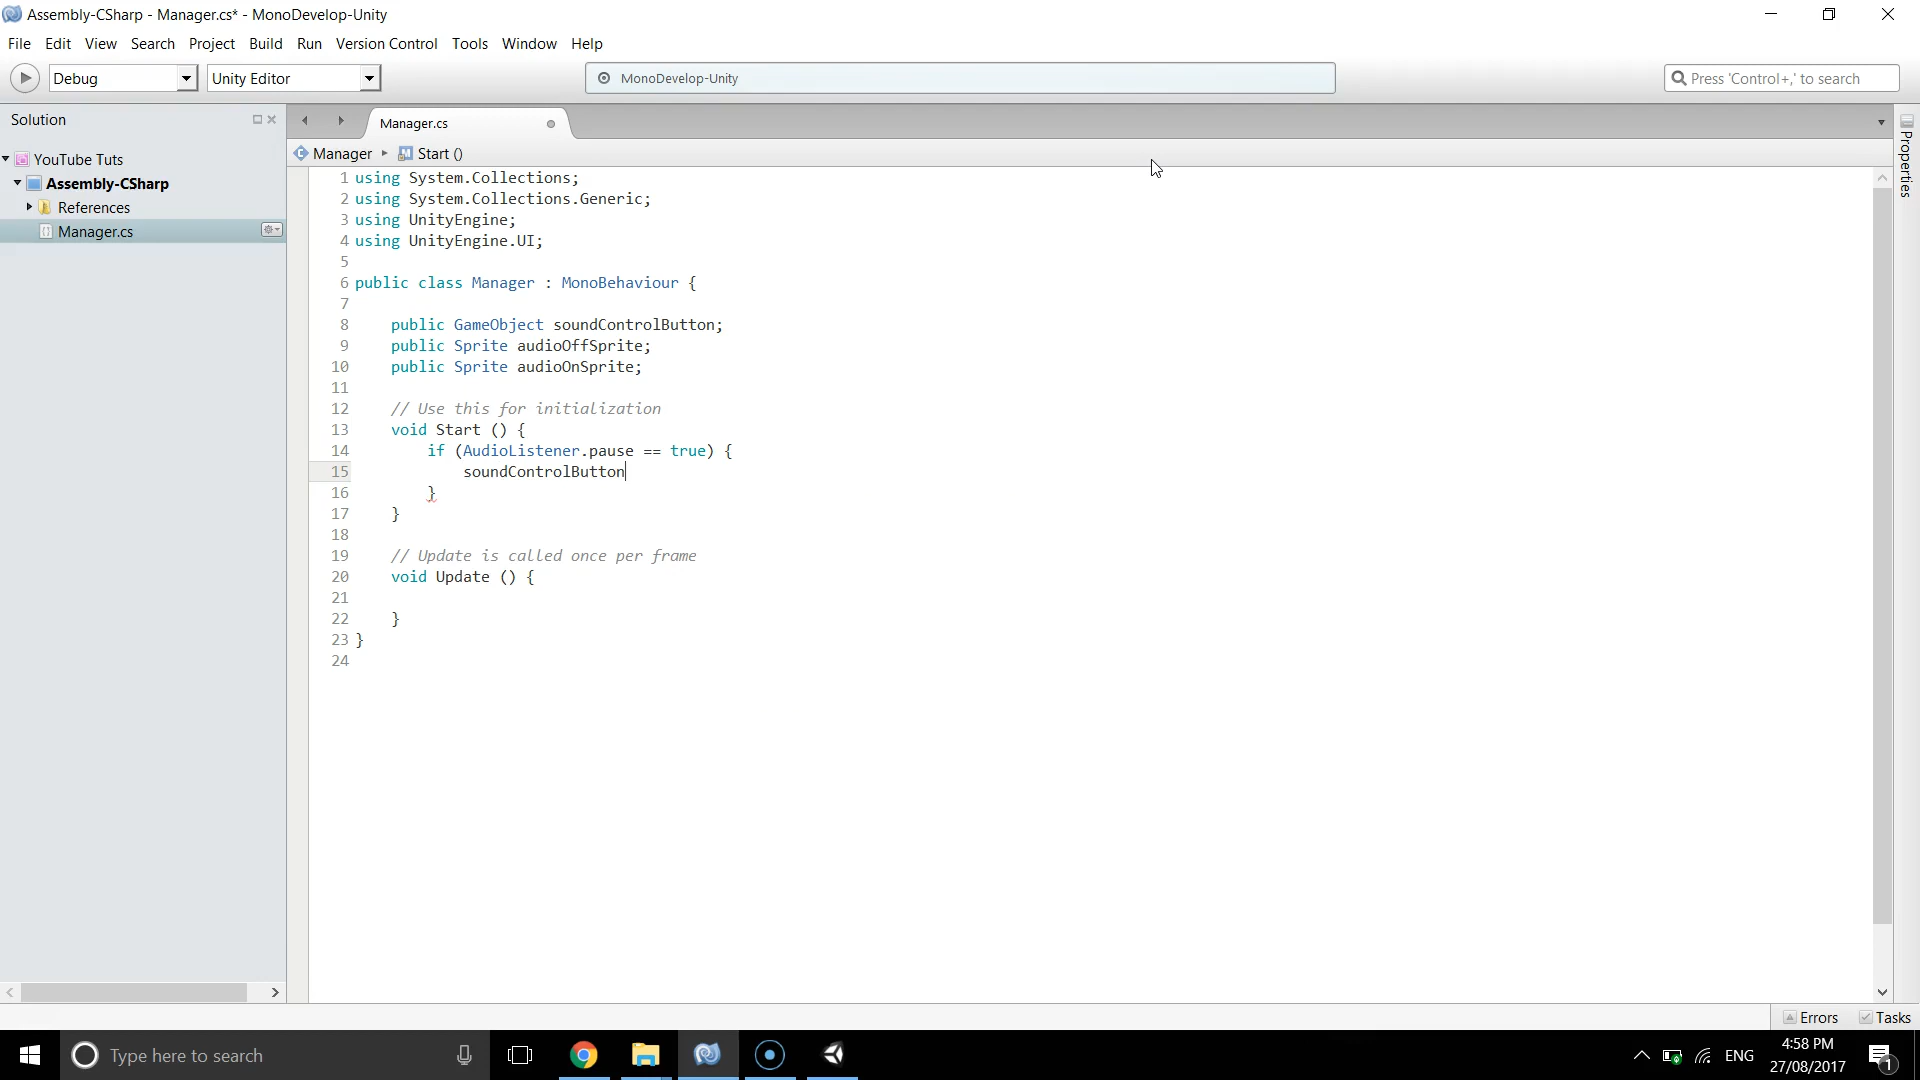 Assembly-CSharp - Manager.cs* - MonoDevelop-Unity
File Edit View Search Project Build Run Version Control Tools Window Help
Debug Unity Editor MonoDevelop-Unity Press 'Control+,' to search
Solution
YouTube Tuts
Assembly-CSharp
References
Manager.cs
Manager.cs
Manager Start ()
1 using System.Collections;
2 using System.Collections.Generic;
3 using UnityEngine;
4 using UnityEngine.UI;
5
6 public class Manager : MonoBehaviour {
7
8 public GameObject soundControlButton;
9 public Sprite audioOffSprite;
10 public Sprite audioOnSprite;
11
12 // Use this for initialization
13 void Start () {
14 if (AudioListener.pause == true) {
15 soundControlButton
16 }
17 }
18
19 // Update is called once per frame
20 void Update () {
21
22 }
23 }
24
Properties
Errors Tasks
Type here to search
ENG
4:58 PM
27/08/2017
1